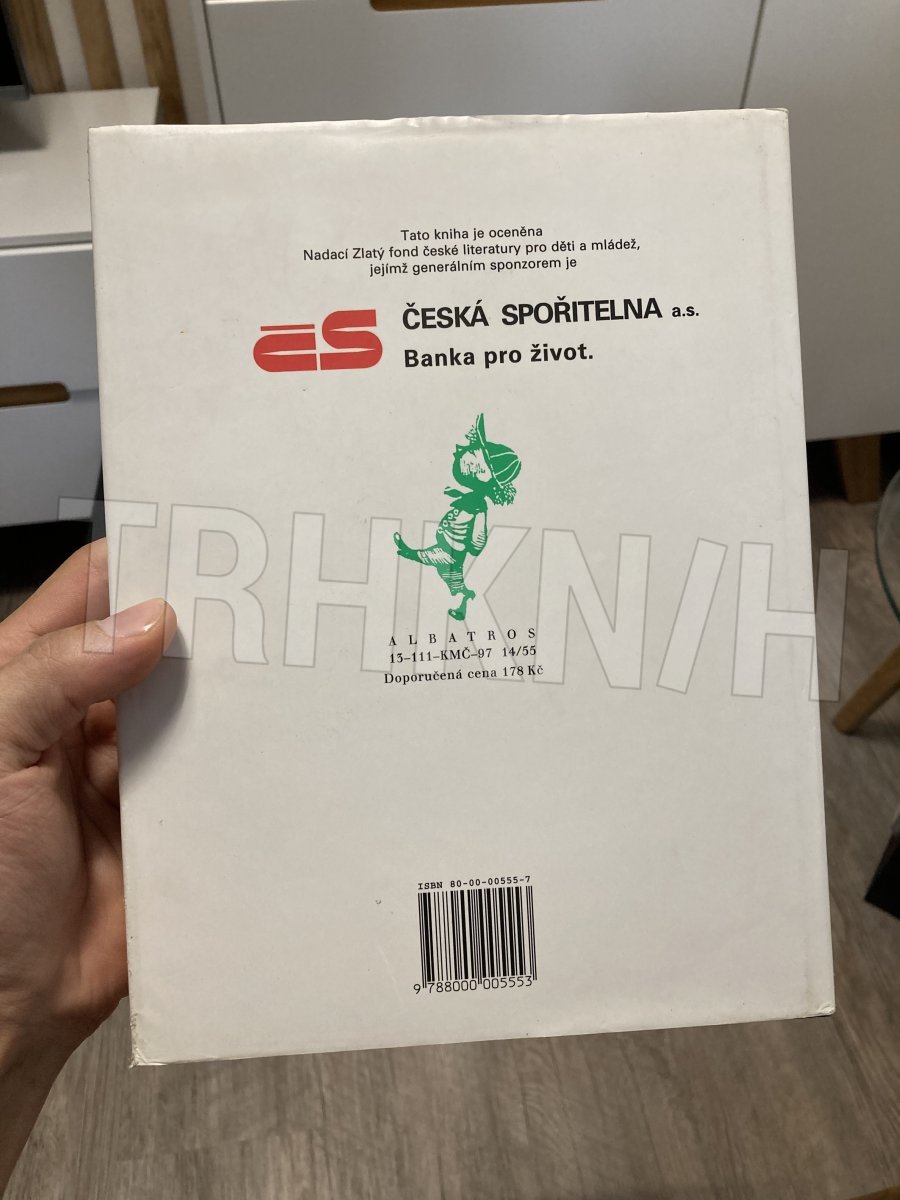 Tato kniha je oceněna
Nadací Zlatý fond české literatury pro děti a mládež,
jejímž generálním sponzorem je
ČS ČESKÁ SPOŘITELNA a.s.
Banka pro život.
TRHKNIH
ALBATROS
13–111–KMČ–97 14/55
Doporučená cena 178 Kč
ISBN 80-00-00555-7
9 788000 005553